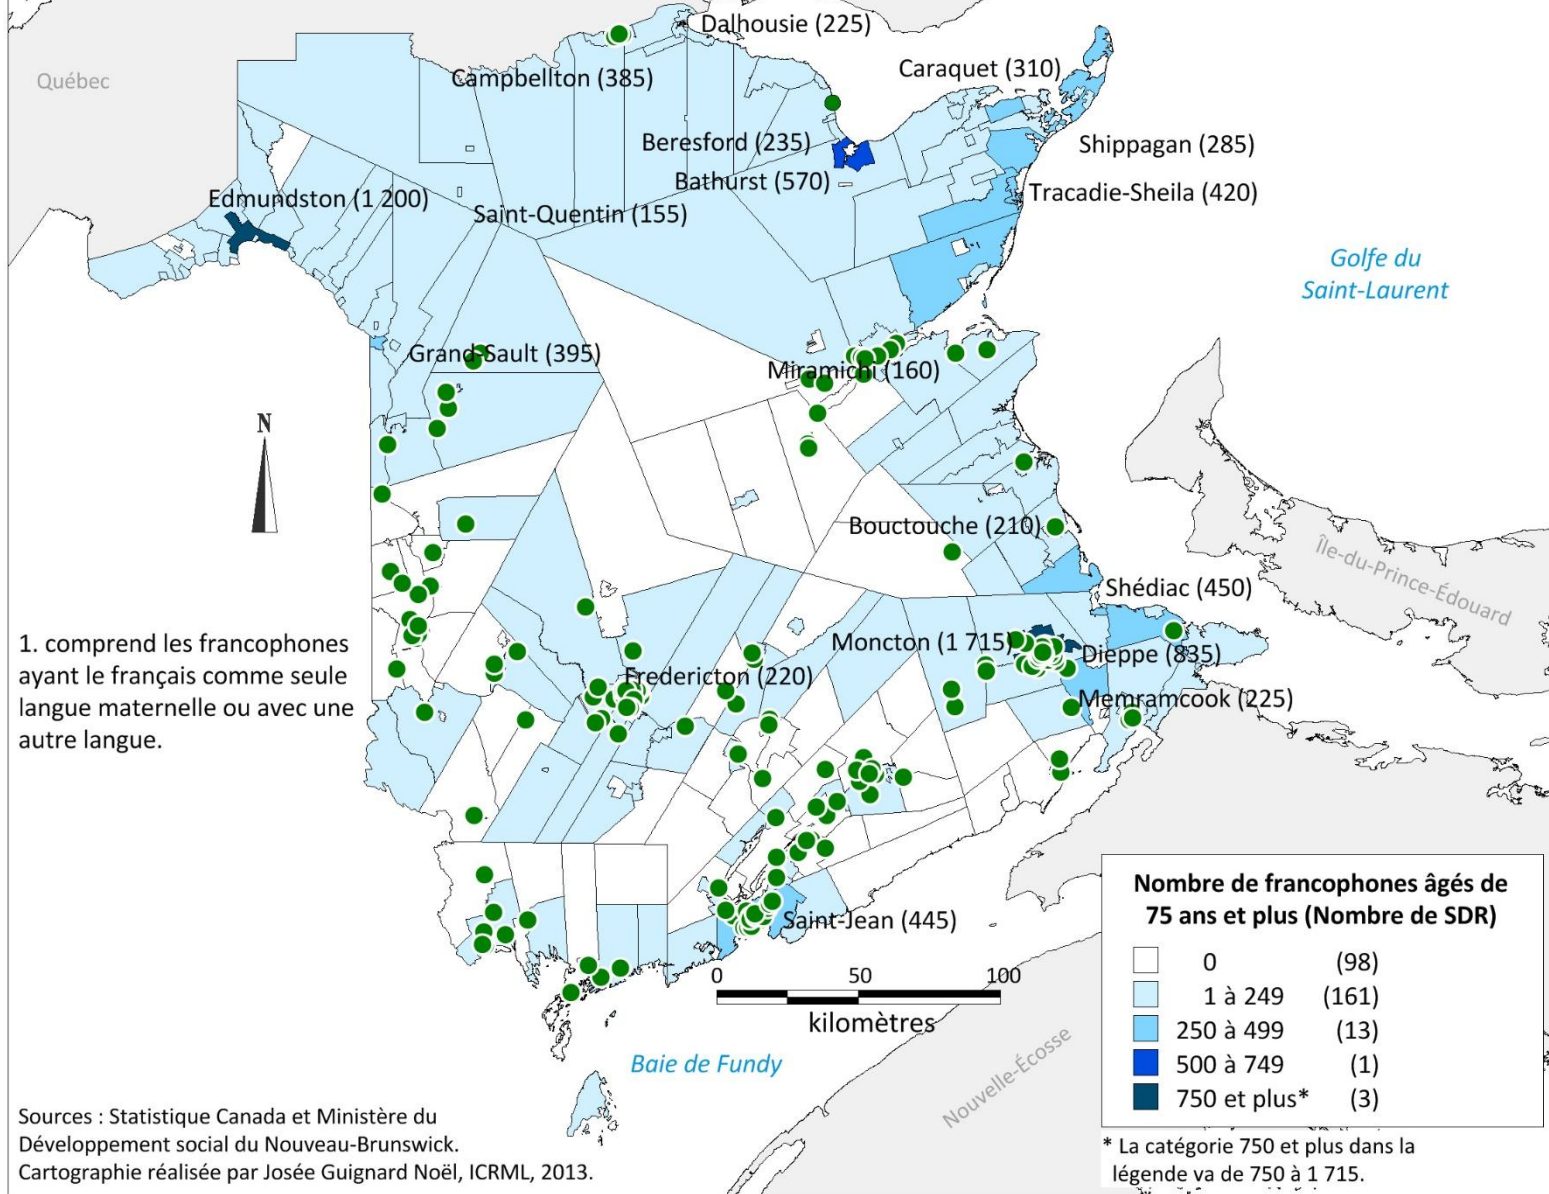 Dalhousie (225)
Québec
Caraquet (310)
Campbellton (385)
Beresford (235)
Shippagan (285)
Bathurst (570)
Edmundston (1 200)
Tracadie-Sheila (420)
Saint-Quentin (155)
Golfe du
Saint-Laurent
Grand-Sault (395)
Miramichi (160)
N
Bouctouche (210)
Île-du-Prince-Édouard
Shédiac (450)
1. comprend les francophones
ayant le français comme seule
langue maternelle ou avec une
autre langue.
Moncton (1 715)
Dieppe (835)
Fredericton (220)
Memramcook (225)
Saint-Jean (445)
0 50 100
kilomètres
Baie de Fundy
Nouvelle-Écosse
Nombre de francophones âgés de
75 ans et plus (Nombre de SDR)
0 (98)
1 à 249 (161)
250 à 499 (13)
500 à 749 (1)
750 et plus* (3)
* La catégorie 750 et plus dans la
légende va de 750 à 1 715.
Sources : Statistique Canada et Ministère du
Développement social du Nouveau-Brunswick.
Cartographie réalisée par Josée Guignard Noël, ICRML, 2013.